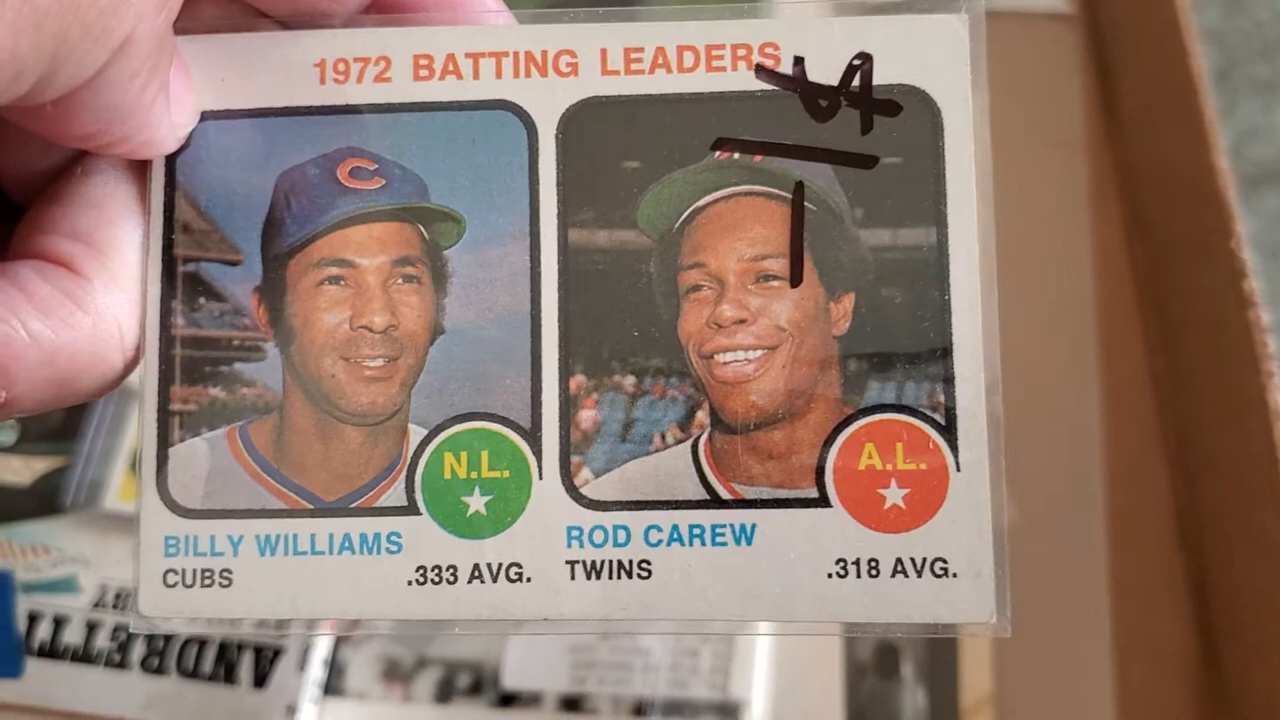 1972 BATTING LEADERS
C
N.L.
A.L.
BILLY WILLIAMS
CUBS
.333 AVG.
ROD CAREW
TWINS
.318 AVG.
ANDRETTI